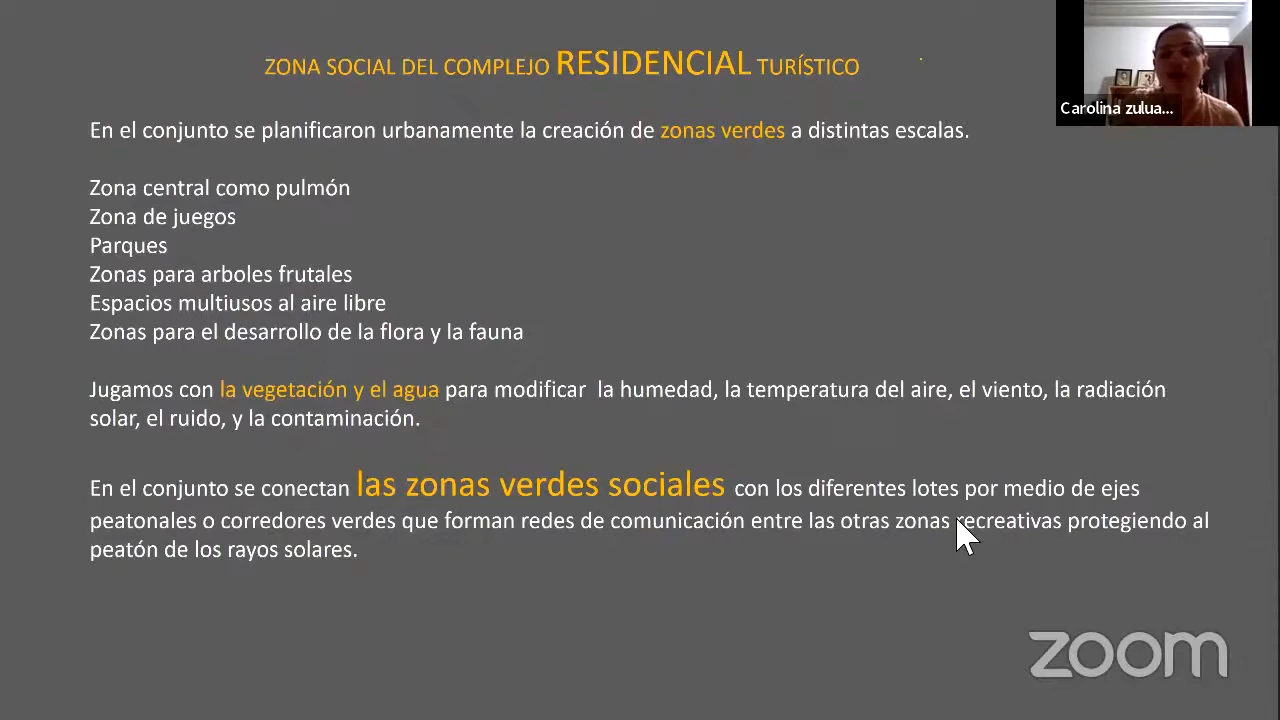 ZONA SOCIAL DEL COMPLEJO RESIDENCIAL TURÍSTICO
Carolina zulua...
En el conjunto se planificaron urbanamente la creación de zonas verdes a distintas escalas.
Zona central como pulmón
Zona de juegos
Parques
Zonas para arboles frutales
Espacios multiusos al aire libre
Zonas para el desarrollo de la flora y la fauna
Jugamos con la vegetación y el agua para modificar la humedad, la temperatura del aire, el viento, la radiación
solar, el ruido, y la contaminación.
En el conjunto se conectan las zonas verdes sociales con los diferentes lotes por medio de ejes
peatonales o corredores verdes que forman redes de comunicación entre las otras zonas recreativas protegiendo al
peatón de los rayos solares.
zoom